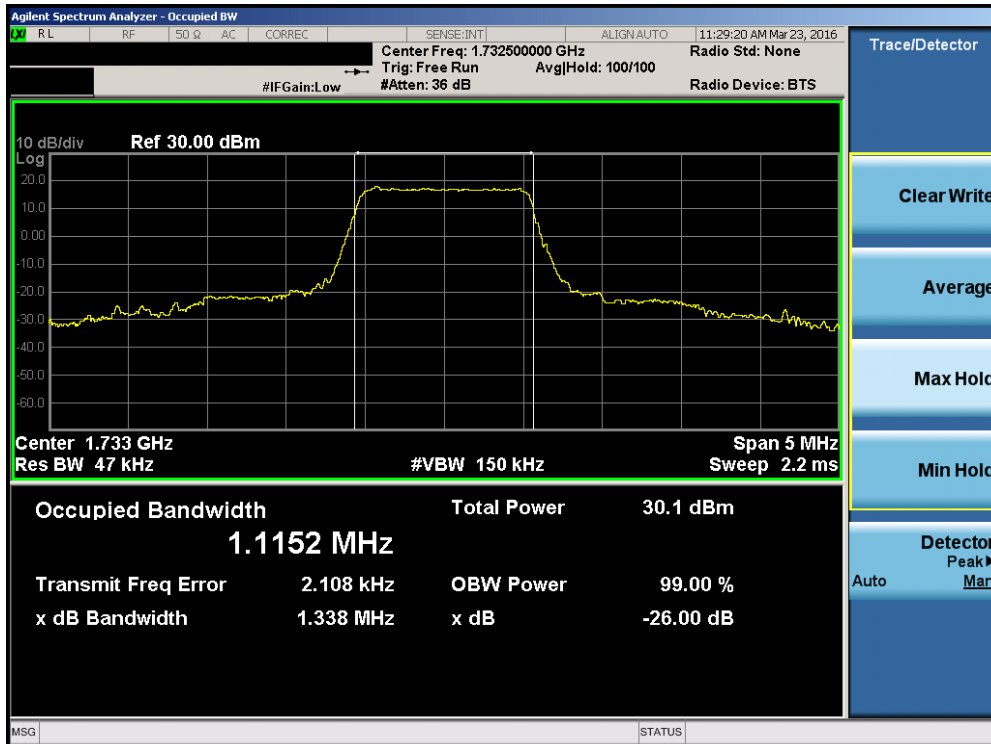 Agilent Spectrum Analyzer - Occupied BW
LXI RL RF 50 Ω AC CORREC SENSE:INT ALIGN AUTO 11:29:20 AM Mar 23, 2016
Center Freq: 1.732500000 GHz Radio Std: None
Trig: Free Run Avg|Hold: 100/100
#IFGain:Low #Atten: 36 dB Radio Device: BTS
10 dB/div Ref 30.00 dBm
Log
20.0
10.0
0.00
-10.0
-20.0
-30.0
-40.0
-50.0
-60.0
Center 1.733 GHz Span 5 MHz
Res BW 47 kHz #VBW 150 kHz Sweep 2.2 ms
Occupied Bandwidth Total Power 30.1 dBm
1.1152 MHz
Transmit Freq Error 2.108 kHz OBW Power 99.00 %
x dB Bandwidth 1.338 MHz x dB -26.00 dB
MSG STATUS
Trace/Detector
Clear Write
Average
Max Hold
Min Hold
Detector
Peak▶
Auto Man